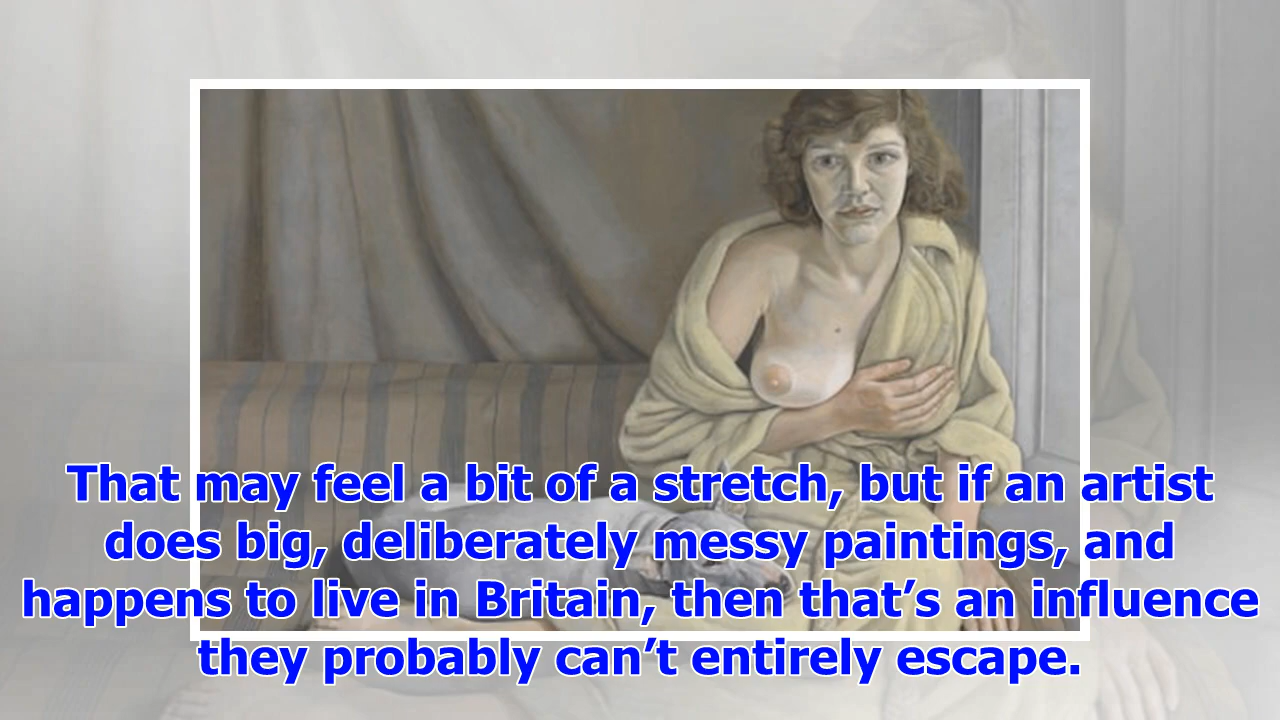 That may feel a bit of a stretch, but if an artist
does big, deliberately messy paintings, and
happens to live in Britain, then that’s an influence
they probably can’t entirely escape.